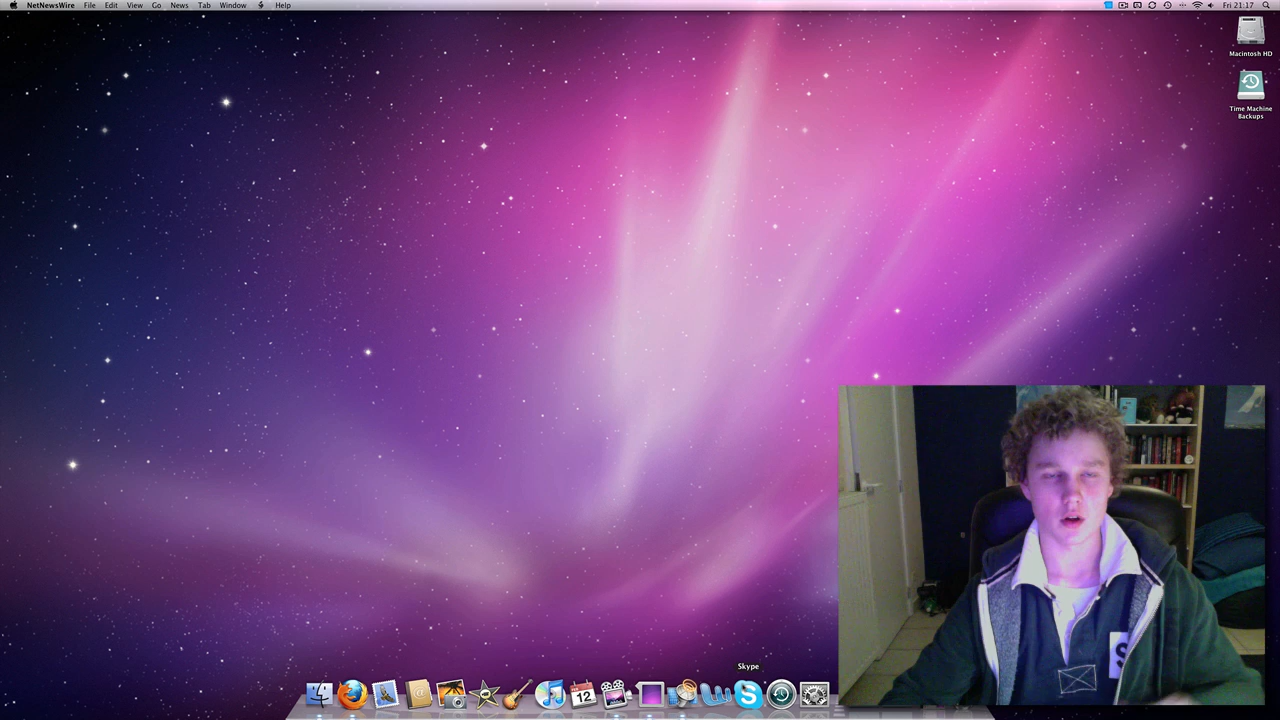 NetNewsWire File Edit View Go News Tab Window Help Fri 21:17
Macintosh HD
Time Machine
Backups
Skype
12
S